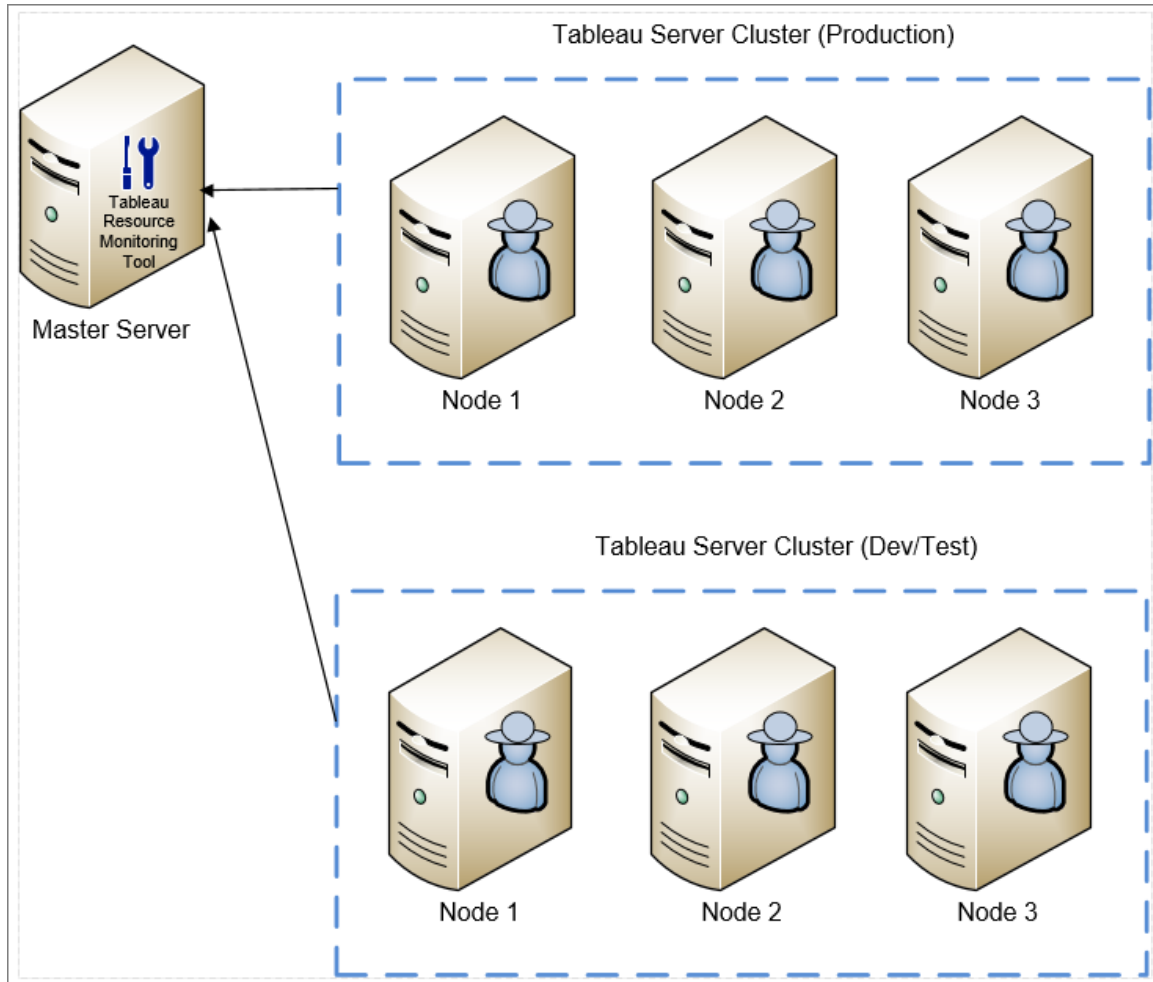 Tableau Server Cluster (Production)
Tableau
Resource
Monitoring
Tool
Master Server
Node 1
Node 2
Node 3
Tableau Server Cluster (Dev/Test)
Node 1
Node 2
Node 3